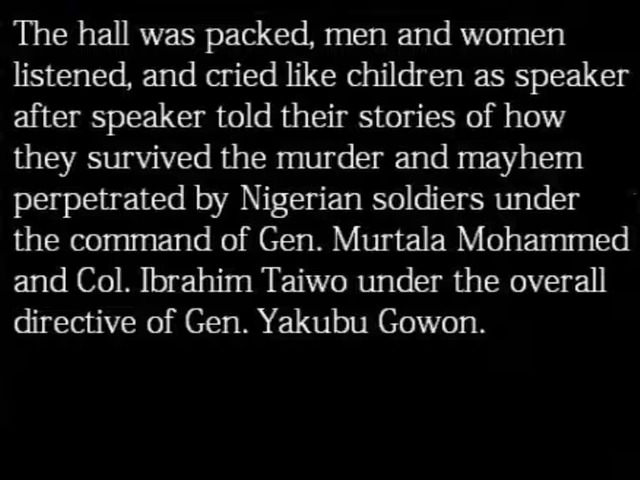 The hall was packed, men and women
listened, and cried like children as speaker
after speaker told their stories of how
they survived the murder and mayhem
perpetrated by Nigerian soldiers under
the command of Gen. Murtala Mohammed
and Col. Ibrahim Taiwo under the overall
directive of Gen. Yakubu Gowon.